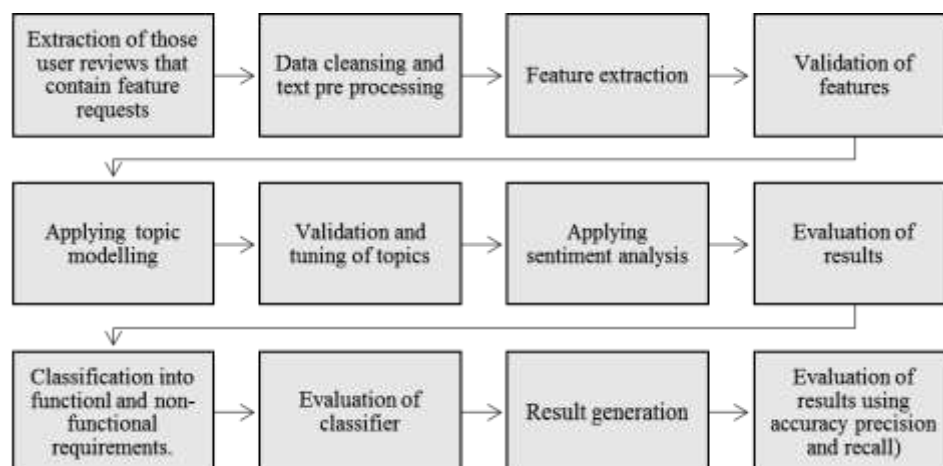 Extraction of those
user reviews that
contain feature
requests
Data cleansing and
text pre processing
Feature extraction
Validation
of features
Applying topic
modelling
Validation and
tuning of topics
Applying
sentiment analysis
Evaluation of
results
Classification into
functionl and non-
functional
requirements.
Evaluation of
classifier
Result generation
Evaluation of
results using
accuracy precision
and recall)